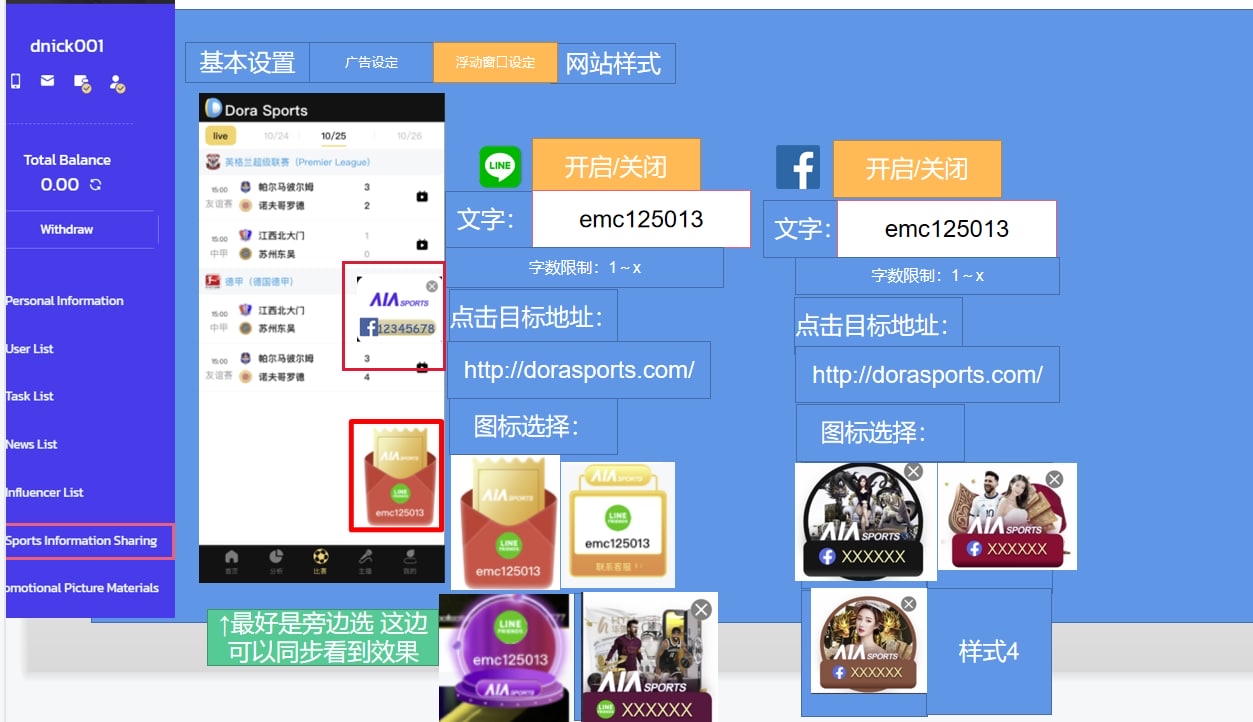 dnick001
Total Balance
0.00
Withdraw
Personal Information
User List
Task List
News List
Influencer List
Sports Information Sharing
omotional Picture Materials
基本设置
广告设定
浮动窗口设定
网站样式
Dora Sports
live
10/24
10/25
10/26
英格兰超级联赛（Premier League）
15:00
友谊赛
帕尔马彼尔姆
3
诺夫哥罗德
2
15:00
中甲
江西北大门
1
苏州东吴
0
德甲（德国德甲）
15:00
中甲
江西北大门
苏州东吴
15:00
友谊赛
帕尔马彼尔姆
3
诺夫哥罗德
4
AIA SPORTS
12345678
AIA SPORTS
LINE FRIENDS
emc125013
首页
分析
比赛
主播
我的
↑最好是旁边选 这边
可以同步看到效果
LINE
开启/关闭
文字：
emc125013
字数限制：1～x
点击目标地址：
http://dorasports.com/
图标选择：
AIA SPORTS
LINE FRIENDS
emc125013
AIA SPORTS
LINE FRIENDS
emc125013
联系客服
LINE FRIENDS
emc125013
AIA SPORTS
AIA SPORTS
LINE FRIENDS
XXXXXX
开启/关闭
文字：
emc125013
字数限制：1～x
点击目标地址：
http://dorasports.com/
图标选择：
AIA SPORTS
XXXXXX
AIA SPORTS
XXXXXX
AIA SPORTS
XXXXXX
样式4